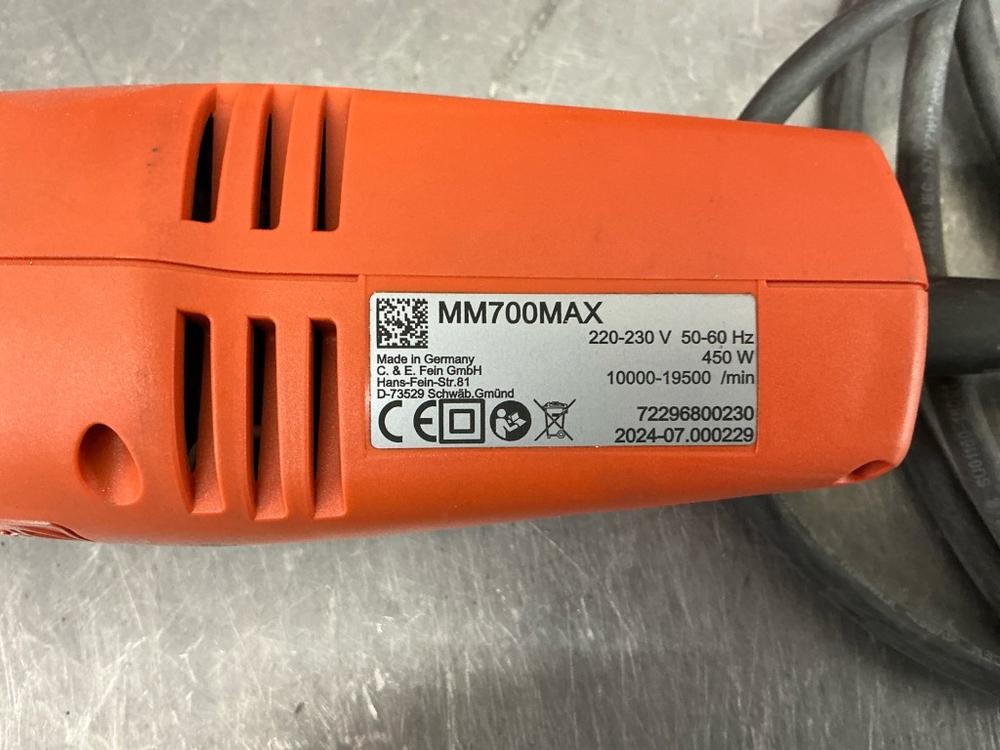 MM700MAX
220-230 V 50-60 Hz
450 W
10000-19500 /min
Made in Germany
C. & E. Fein GmbH
Hans-Fein-Str.81
D-73529 Schwäb.Gmünd
CE
72296800230
2024-07.000229